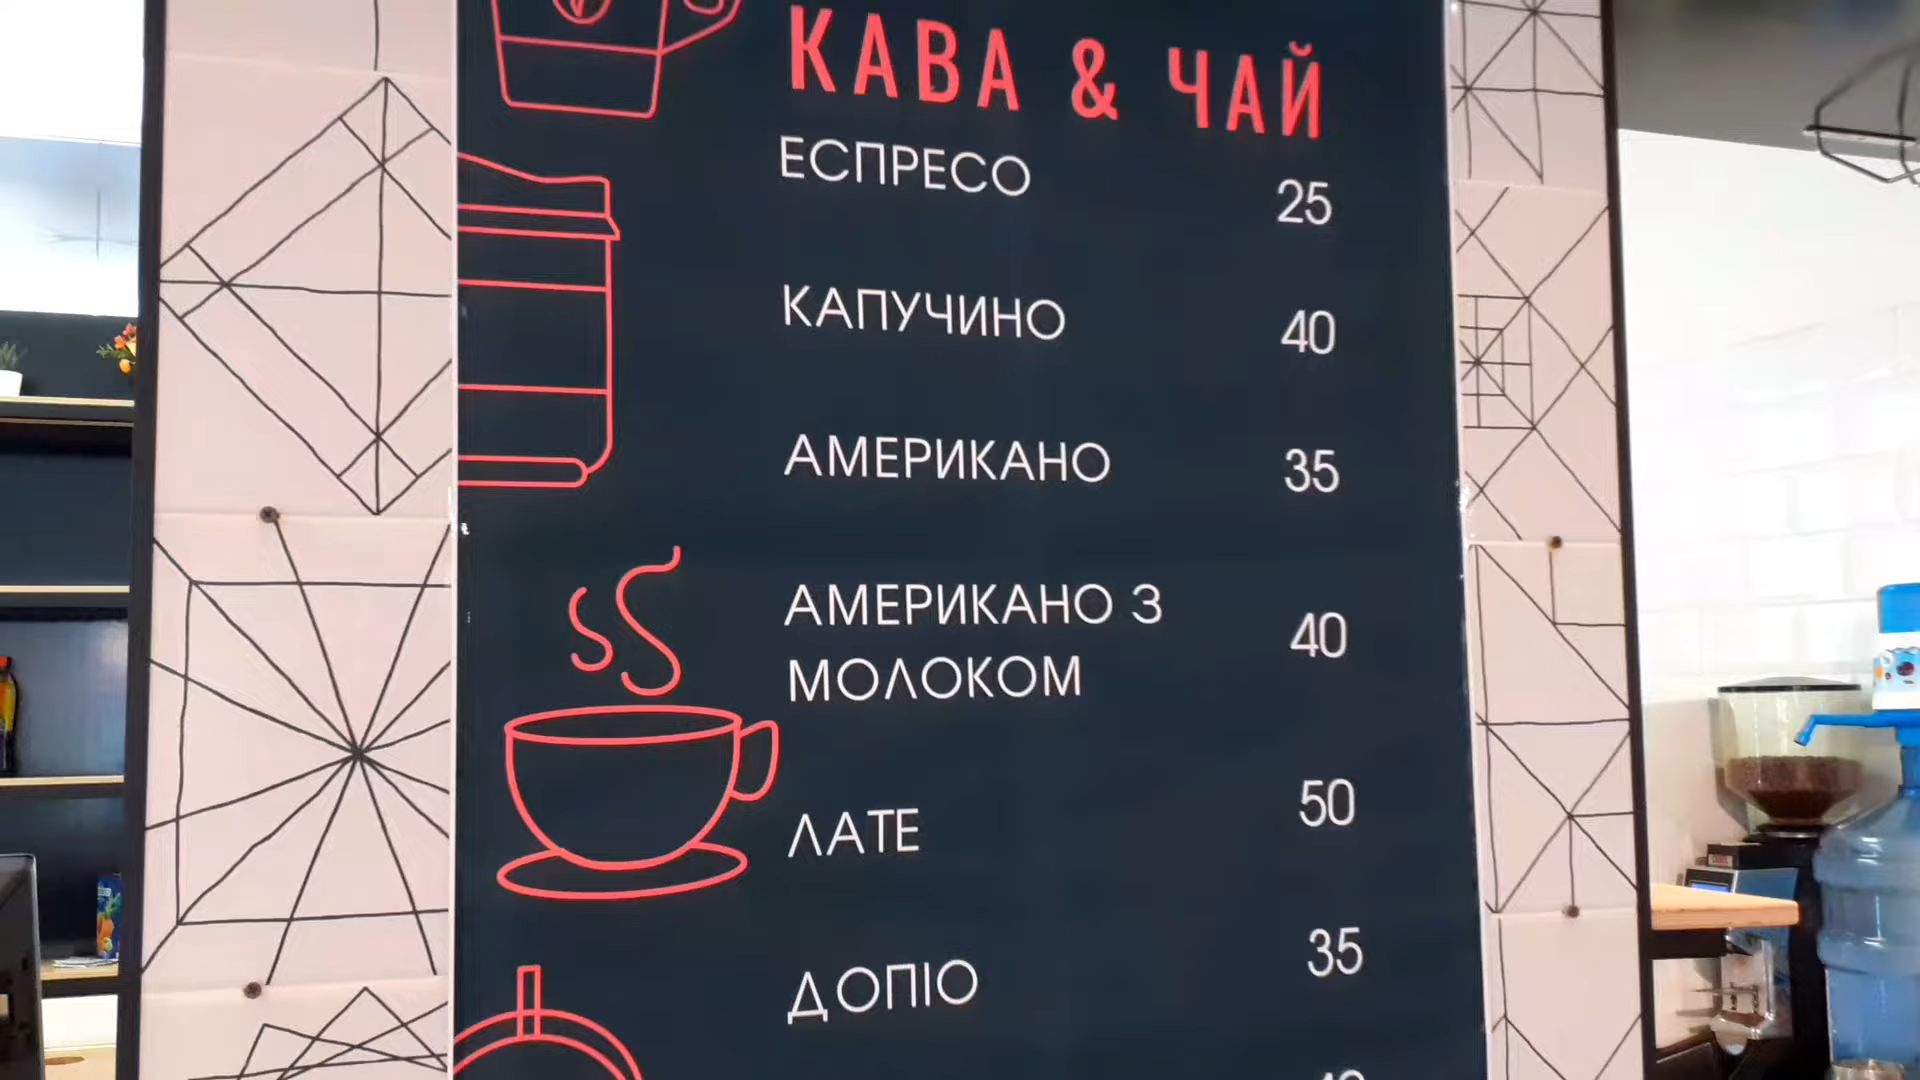 КАВА & ЧАЙ
ЕСПРЕСО 25
КАПУЧИНО 40
АМЕРИКАНО 35
АМЕРИКАНО З 40
МОЛОКОМ
ЛАТЕ 50
ДОПІО 35